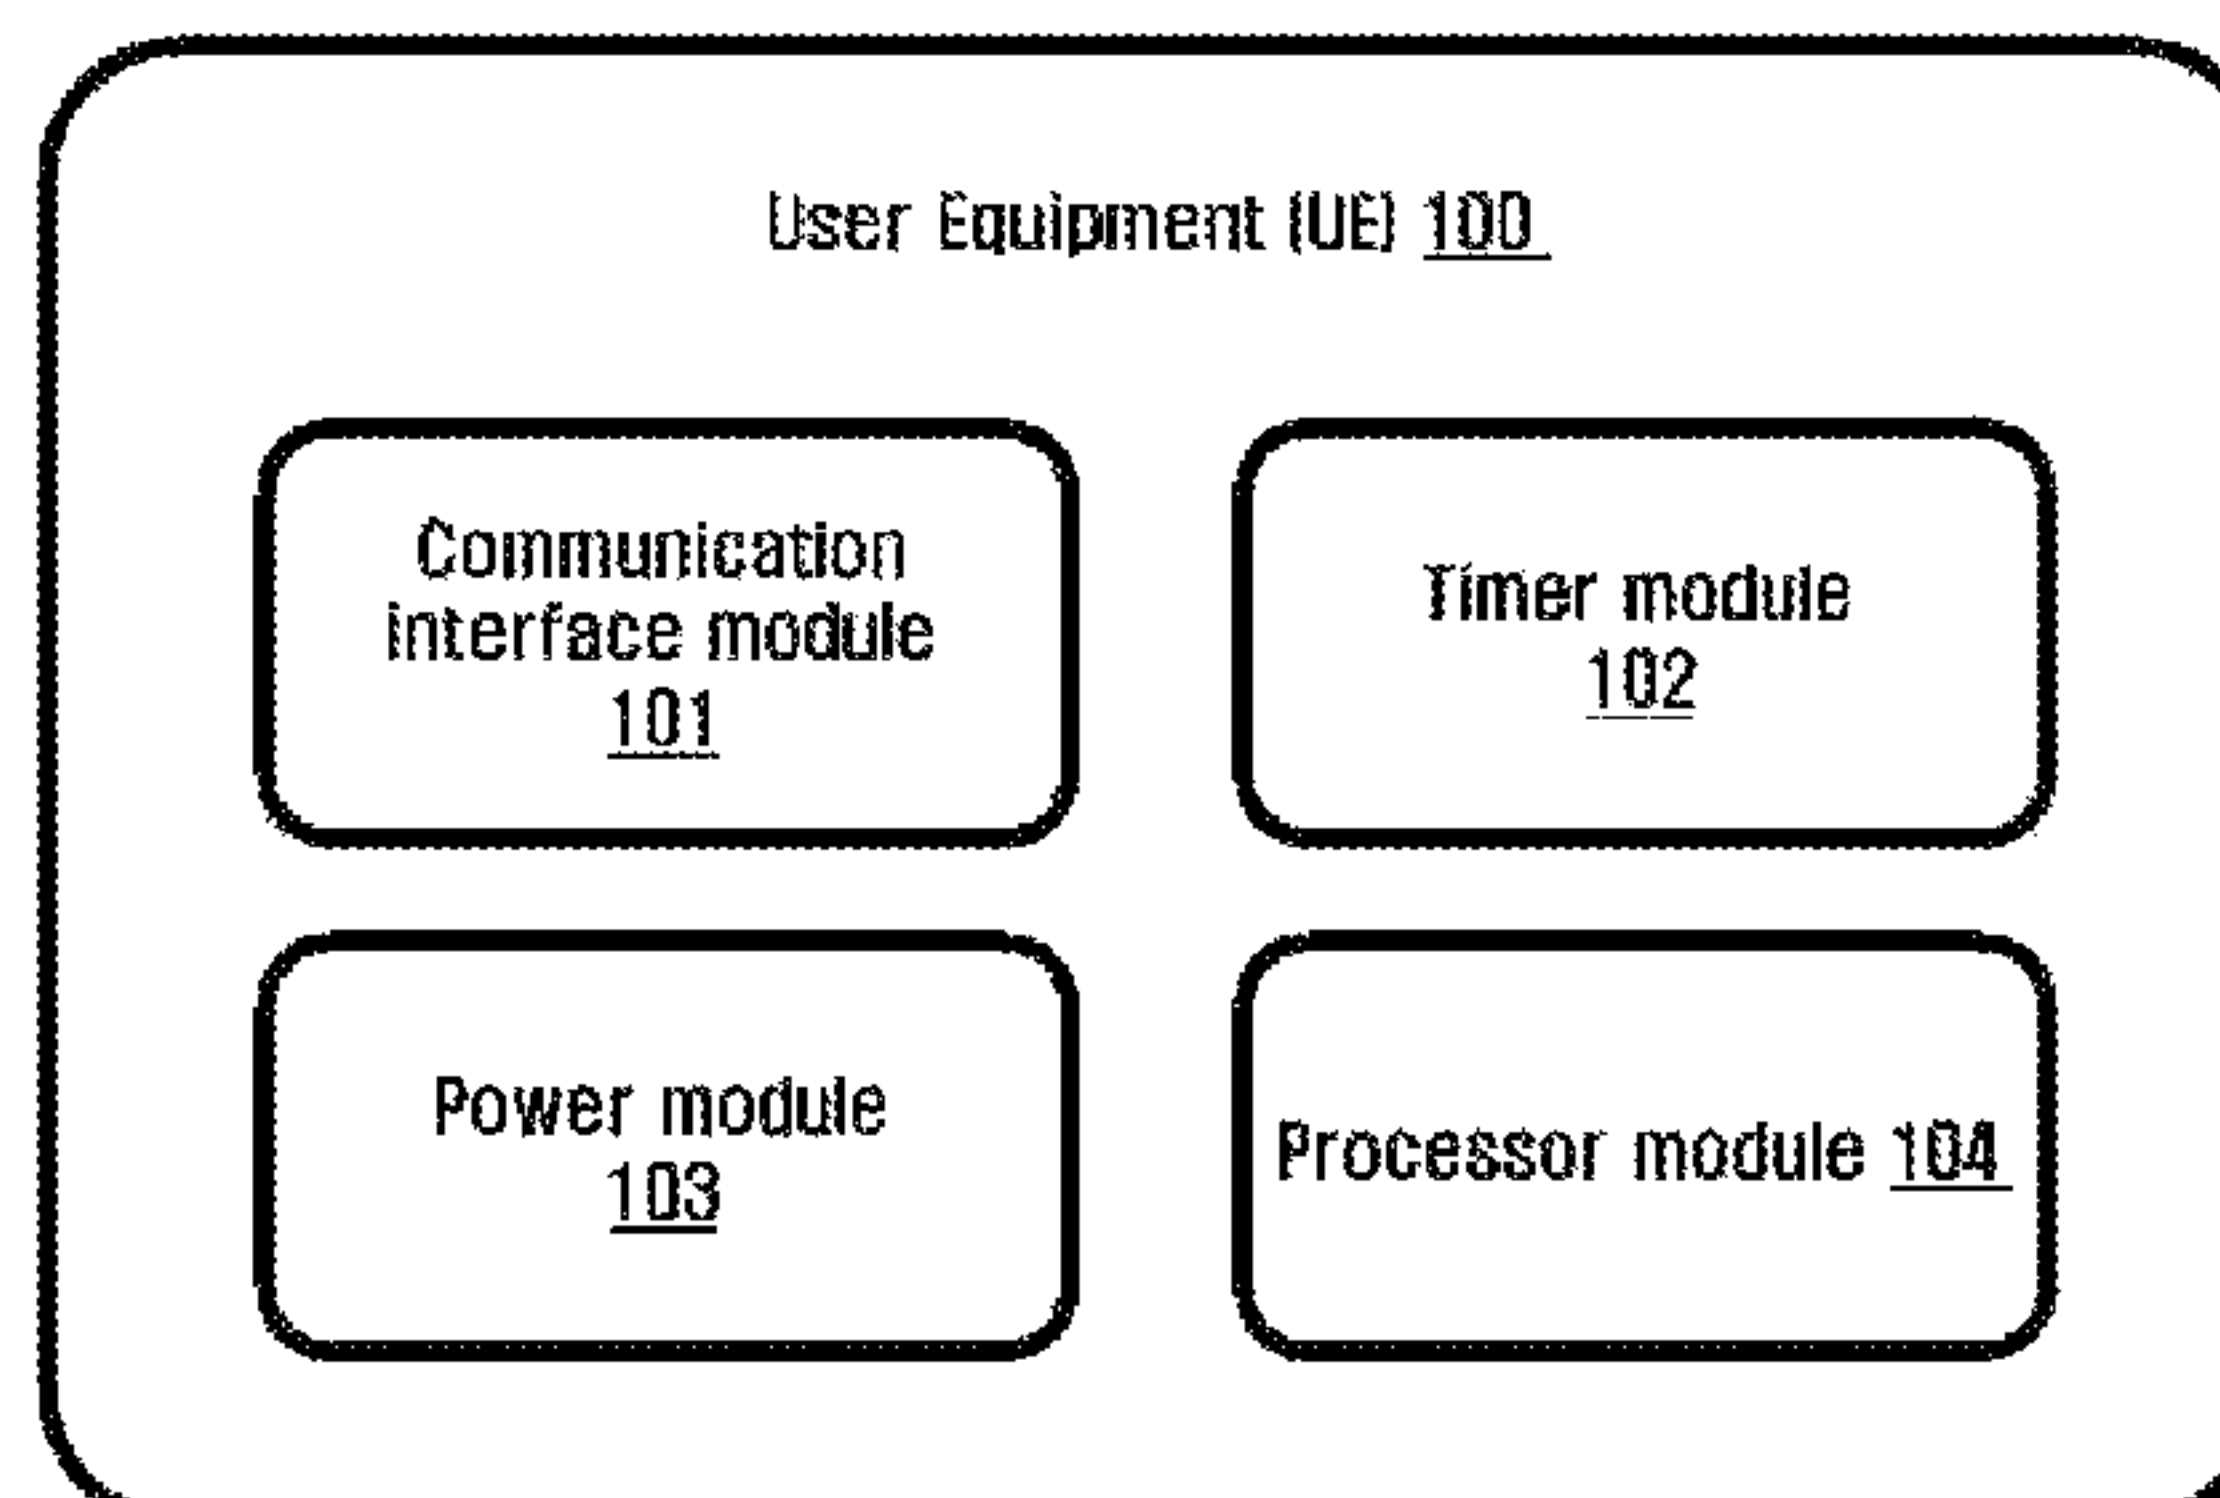 User Equipment (UE) 100
Communication
interface module
101
Timer module
102
Power module
103
Processor module 104